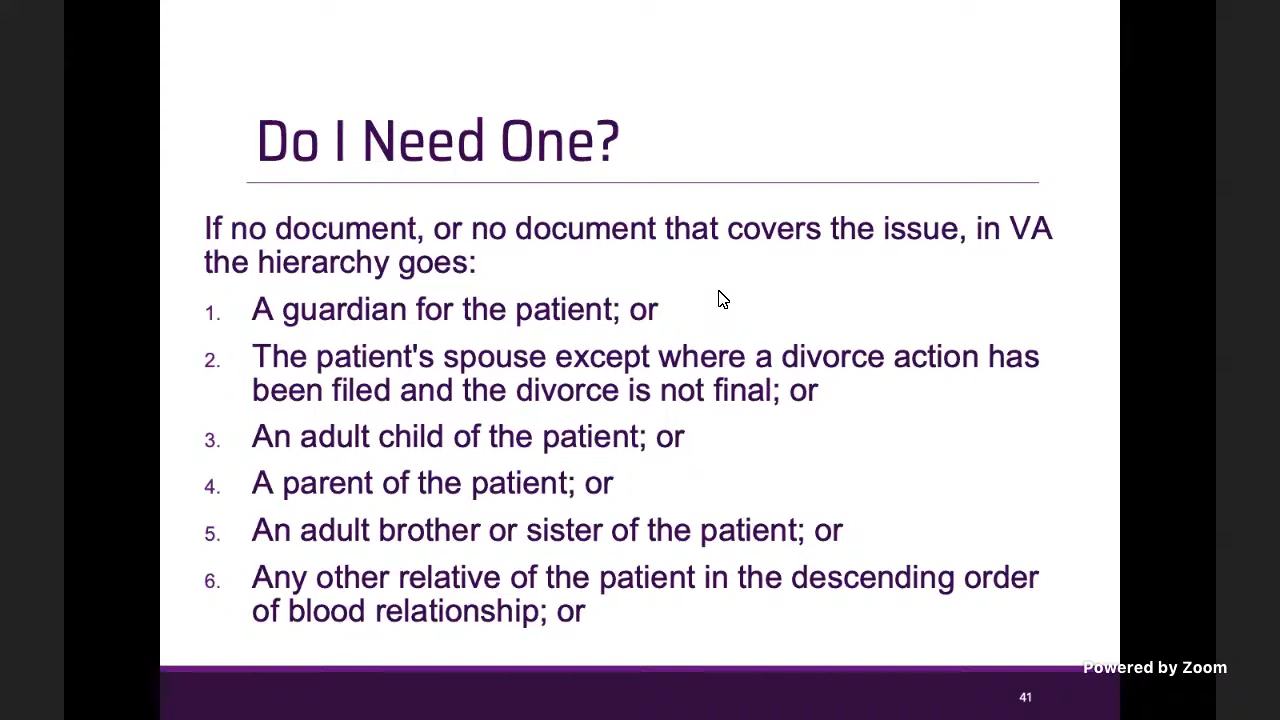 Do I Need One?
If no document, or no document that covers the issue, in VA
the hierarchy goes:
1. A guardian for the patient; or
2. The patient's spouse except where a divorce action has
been filed and the divorce is not final; or
3. An adult child of the patient; or
4. A parent of the patient; or
5. An adult brother or sister of the patient; or
6. Any other relative of the patient in the descending order
of blood relationship; or
Powered by Zoom
41